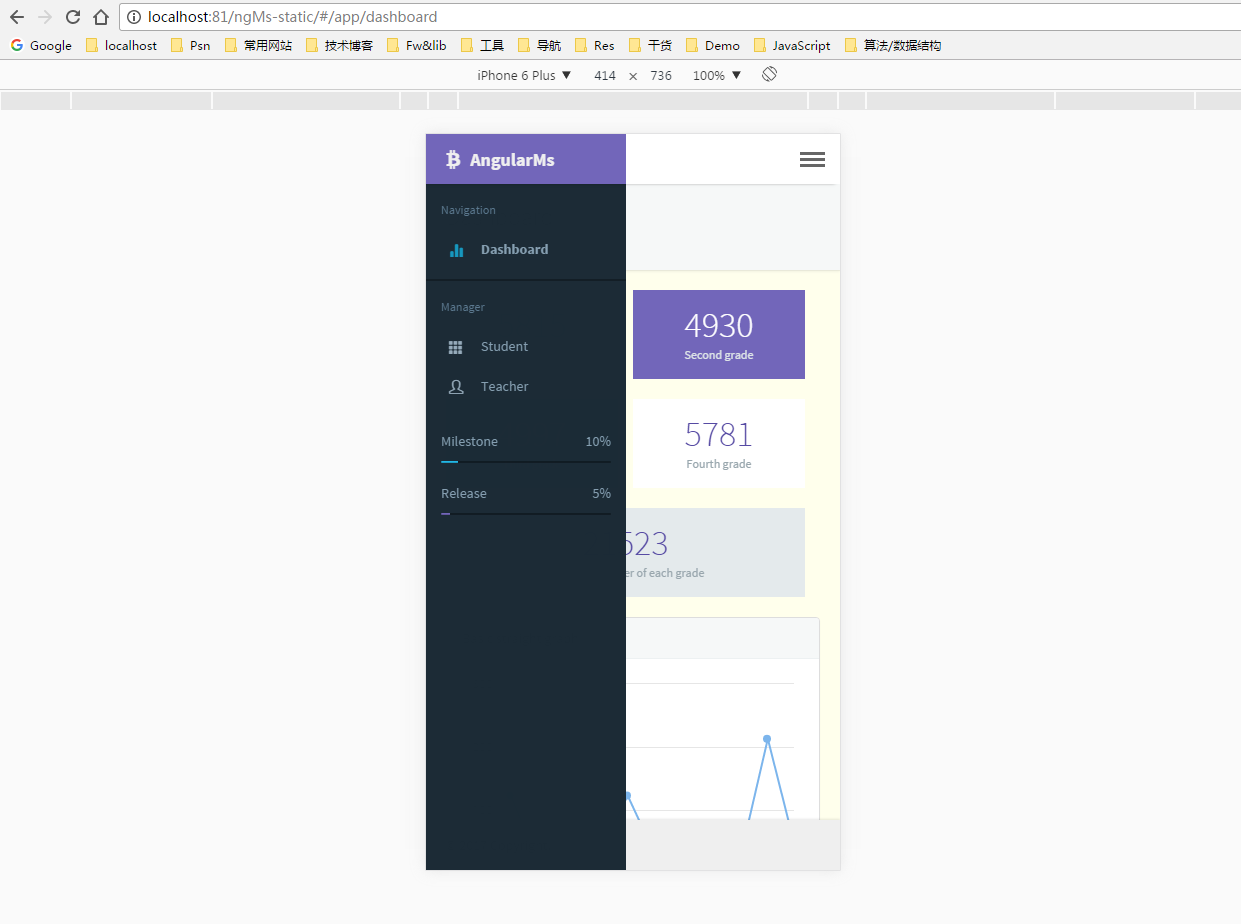 localhost:81/ngMs-static/#/app/dashboard
Google localhost Psn 常用网站 技术博客 Fw&lib 工具 导航 Res 干货 Demo JavaScript 算法/数据结构
iPhone 6 Plus ▼ 414 × 736 100% ▼
AngularMs
Navigation
Dashboard
Manager
Student
Teacher
Milestone 10%
Release 5%
4930
Second grade
5781
Fourth grade
523
er of each grade